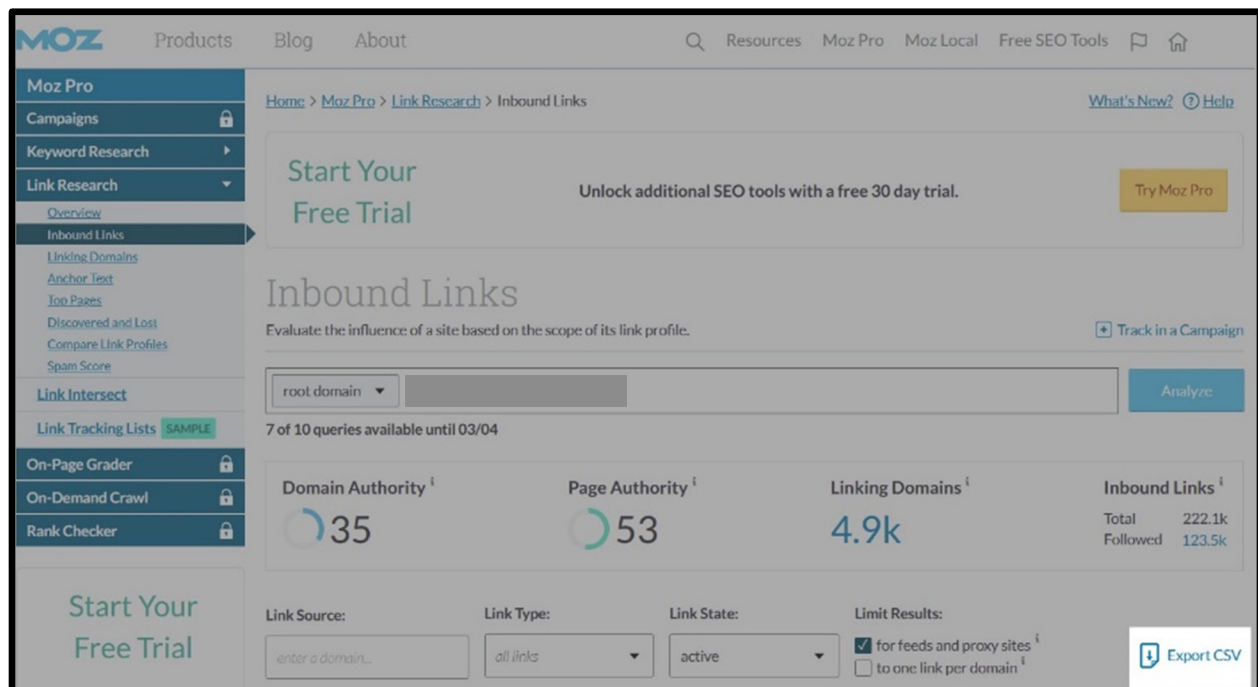 MOZ Products Blog About Resources Moz Pro Moz Local Free SEO Tools
Moz Pro
Campaigns
Keyword Research
Link Research
Overview
Inbound Links
Linking Domains
Anchor Text
Top Pages
Discovered and Lost
Compare Link Profiles
Spam Score
Link Intersect
Link Tracking Lists SAMPLE
On-Page Grader
On-Demand Crawl
Rank Checker
Start Your
Free Trial
Home > Moz Pro > Link Research > Inbound Links
What's New? ? Help
Start Your
Free Trial
Unlock additional SEO tools with a free 30 day trial.
Try Moz Pro
Inbound Links
Evaluate the influence of a site based on the scope of its link profile.
Track in a Campaign
root domain
Analyze
7 of 10 queries available until 03/04
Domain Authority i
35
Page Authority i
53
Linking Domains i
4.9k
Inbound Links i
Total 222.1k
Followed 123.5k
Link Source:
enter a domain...
Link Type:
all links
Link State:
active
Limit Results:
for feeds and proxy sites i
to one link per domain i
Export CSV